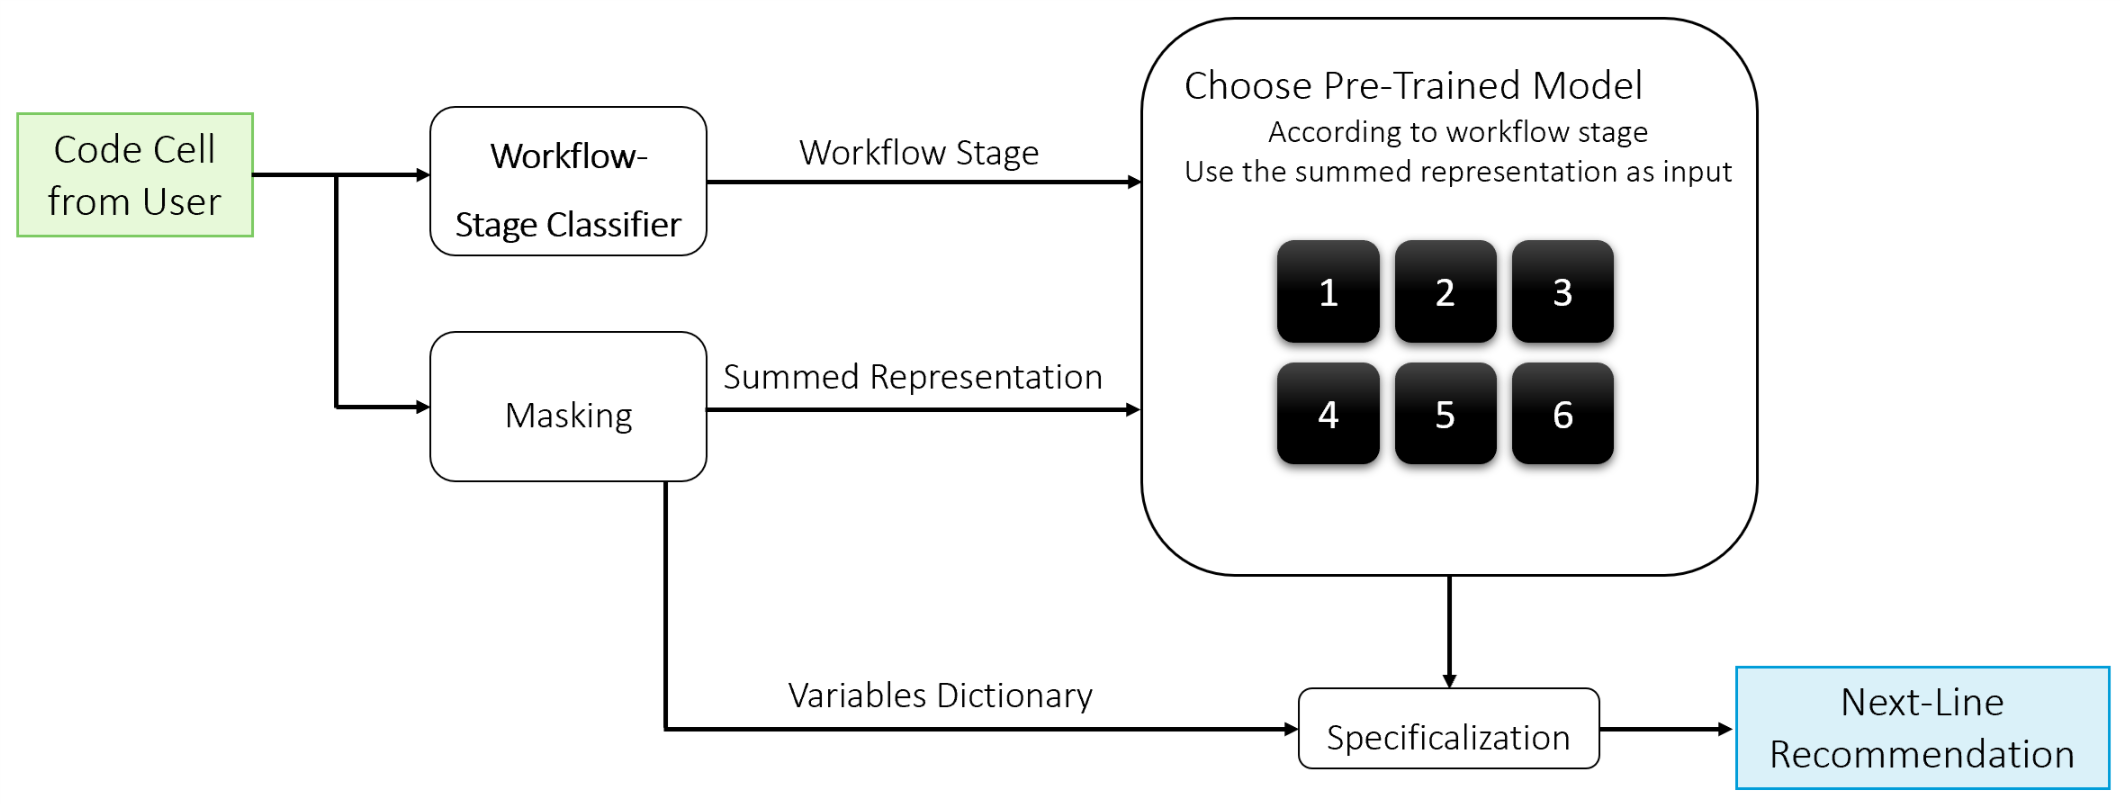 Code Cell
from User
Workflow-
Stage Classifier
Workflow Stage
Choose Pre-Trained Model
According to workflow stage
Use the summed representation as input
1 2 3
4 5 6
Masking
Summed Representation
Variables Dictionary
Specificalization
Next-Line
Recommendation